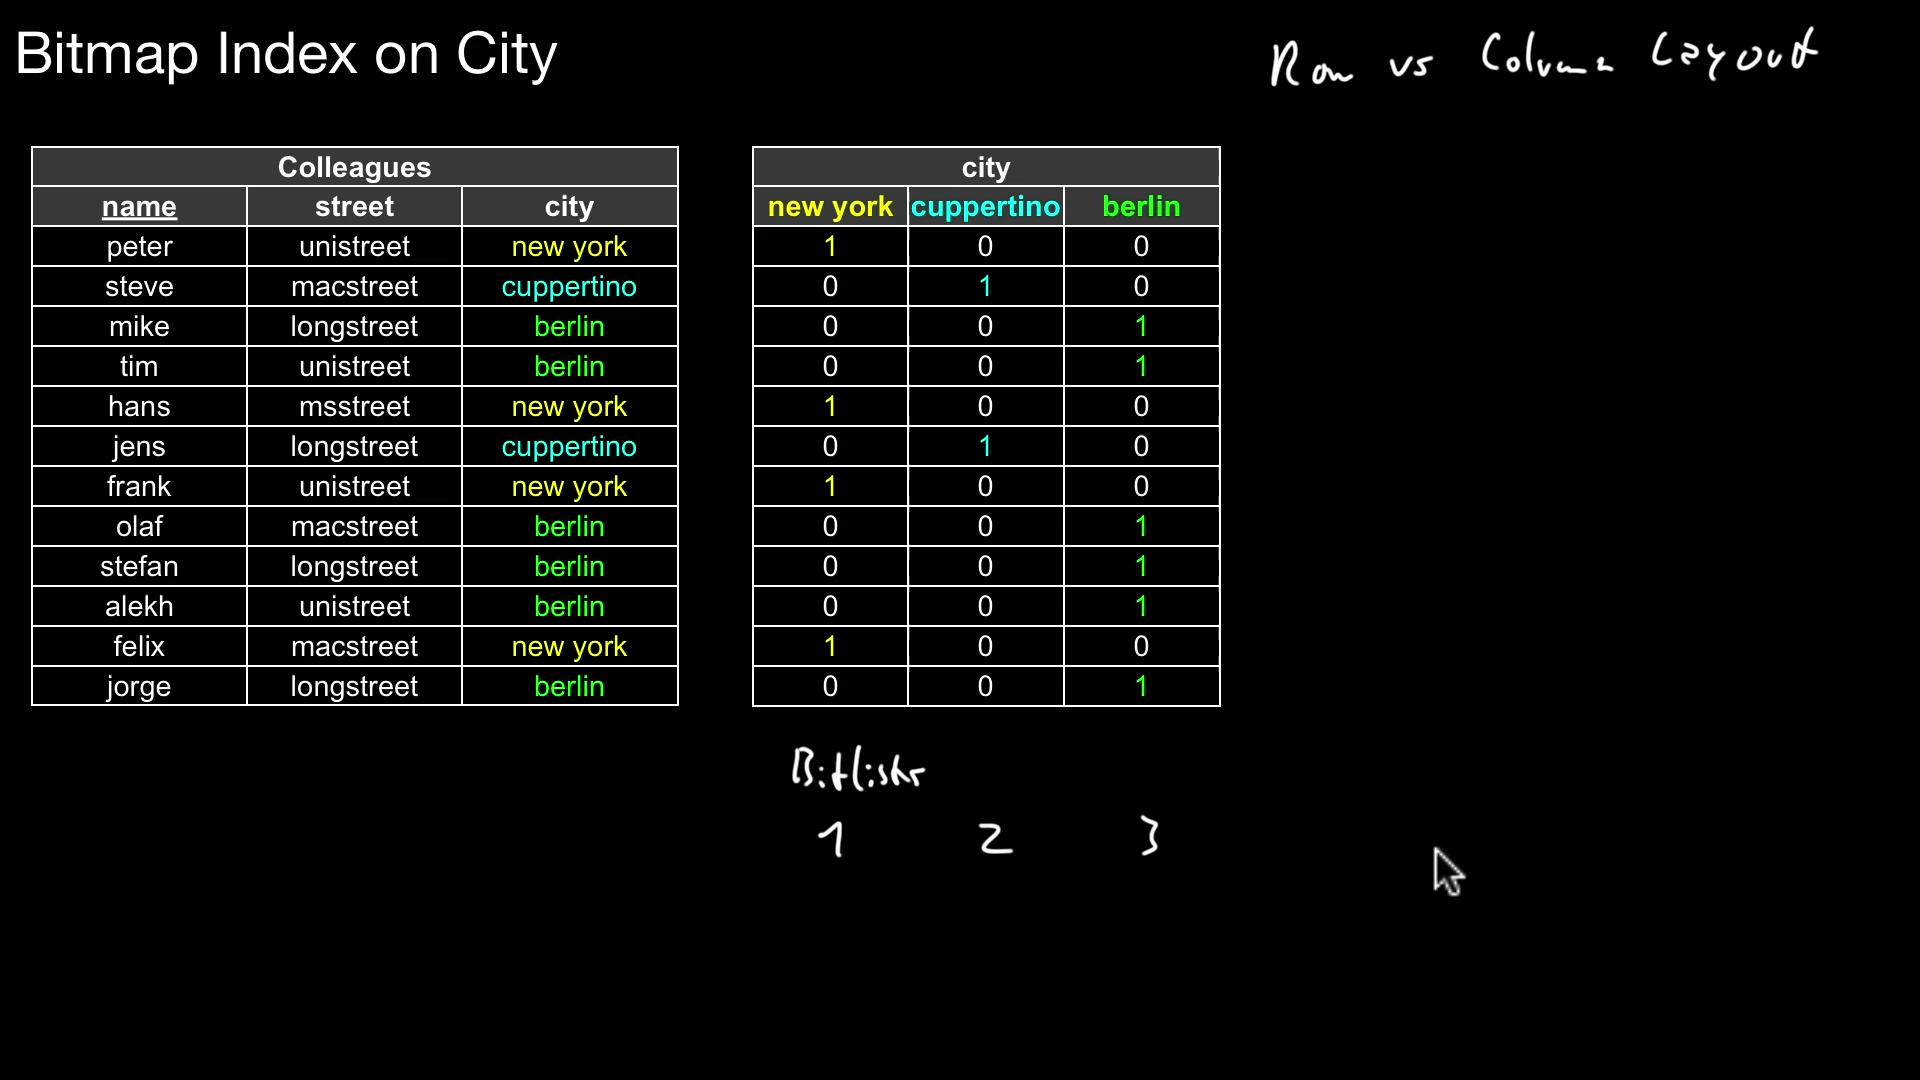 Bitmap Index on City
Row vs Column Layout
Colleagues
name street city
peter unistreet new york
steve macstreet cuppertino
mike longstreet berlin
tim unistreet berlin
hans msstreet new york
jens longstreet cuppertino
frank unistreet new york
olaf macstreet berlin
stefan longstreet berlin
alekh unistreet berlin
felix macstreet new york
jorge longstreet berlin
city
new york cuppertino berlin
1 0 0
0 1 0
0 0 1
0 0 1
1 0 0
0 1 0
1 0 0
0 0 1
0 0 1
0 0 1
1 0 0
0 0 1
Bitlists
1 2 3